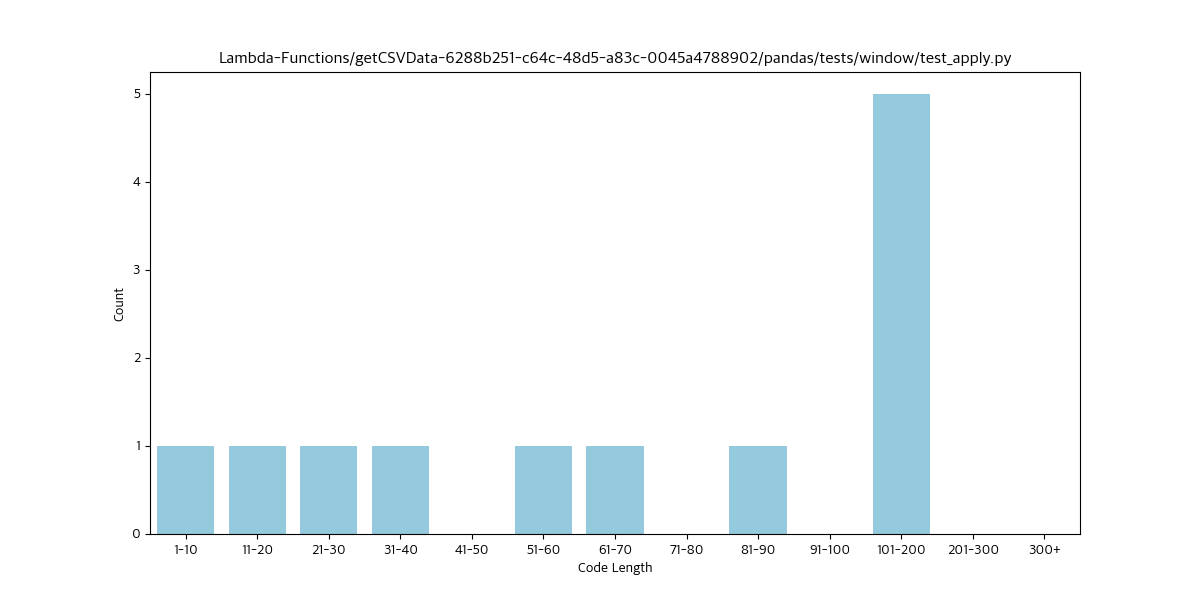 Lambda-Functions/getCSVData-6288b251-c64c-48d5-a83c-0045a4788902/pandas/tests/window/test_apply.py
5
4
3
2
1
0
Count
1-10 11-20 21-30 31-40 41-50 51-60 61-70 71-80 81-90 91-100 101-200 201-300 300+
Code Length